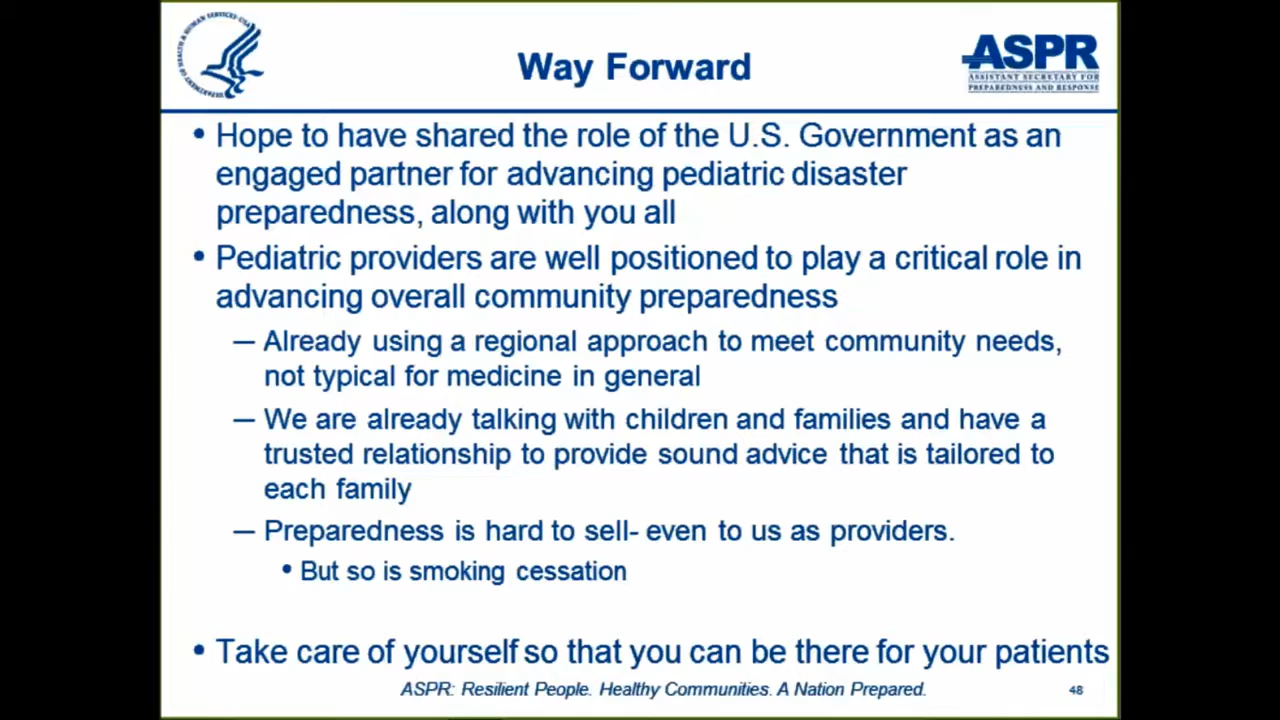 DEPARTMENT OF HEALTH & HUMAN SERVICES • USA
Way Forward
ASPR
ASSISTANT SECRETARY FOR
PREPAREDNESS AND RESPONSE
• Hope to have shared the role of the U.S. Government as an
engaged partner for advancing pediatric disaster
preparedness, along with you all
• Pediatric providers are well positioned to play a critical role in
advancing overall community preparedness
— Already using a regional approach to meet community needs,
not typical for medicine in general
— We are already talking with children and families and have a
trusted relationship to provide sound advice that is tailored to
each family
— Preparedness is hard to sell- even to us as providers.
• But so is smoking cessation
• Take care of yourself so that you can be there for your patients
ASPR: Resilient People. Healthy Communities. A Nation Prepared.
48